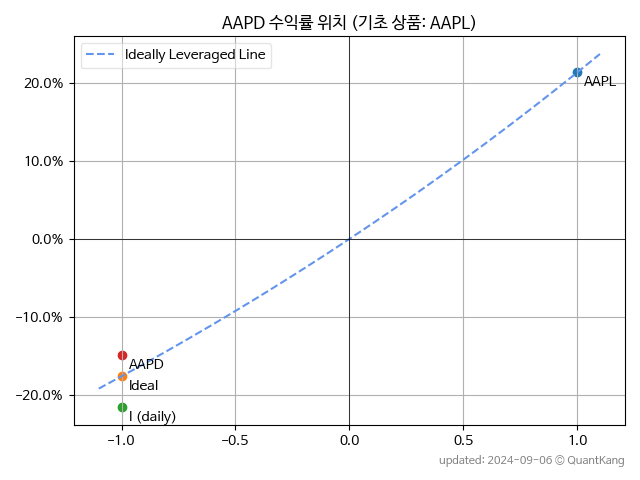 AAPD 수익률 위치 (기초 상품: AAPL)
Ideally Leveraged Line
20.0%
10.0%
0.0%
−10.0%
−20.0%
AAPL
AAPD
Ideal
I (daily)
−1.0
−0.5
0.0
0.5
1.0
updated: 2024-09-06 © QuantKang